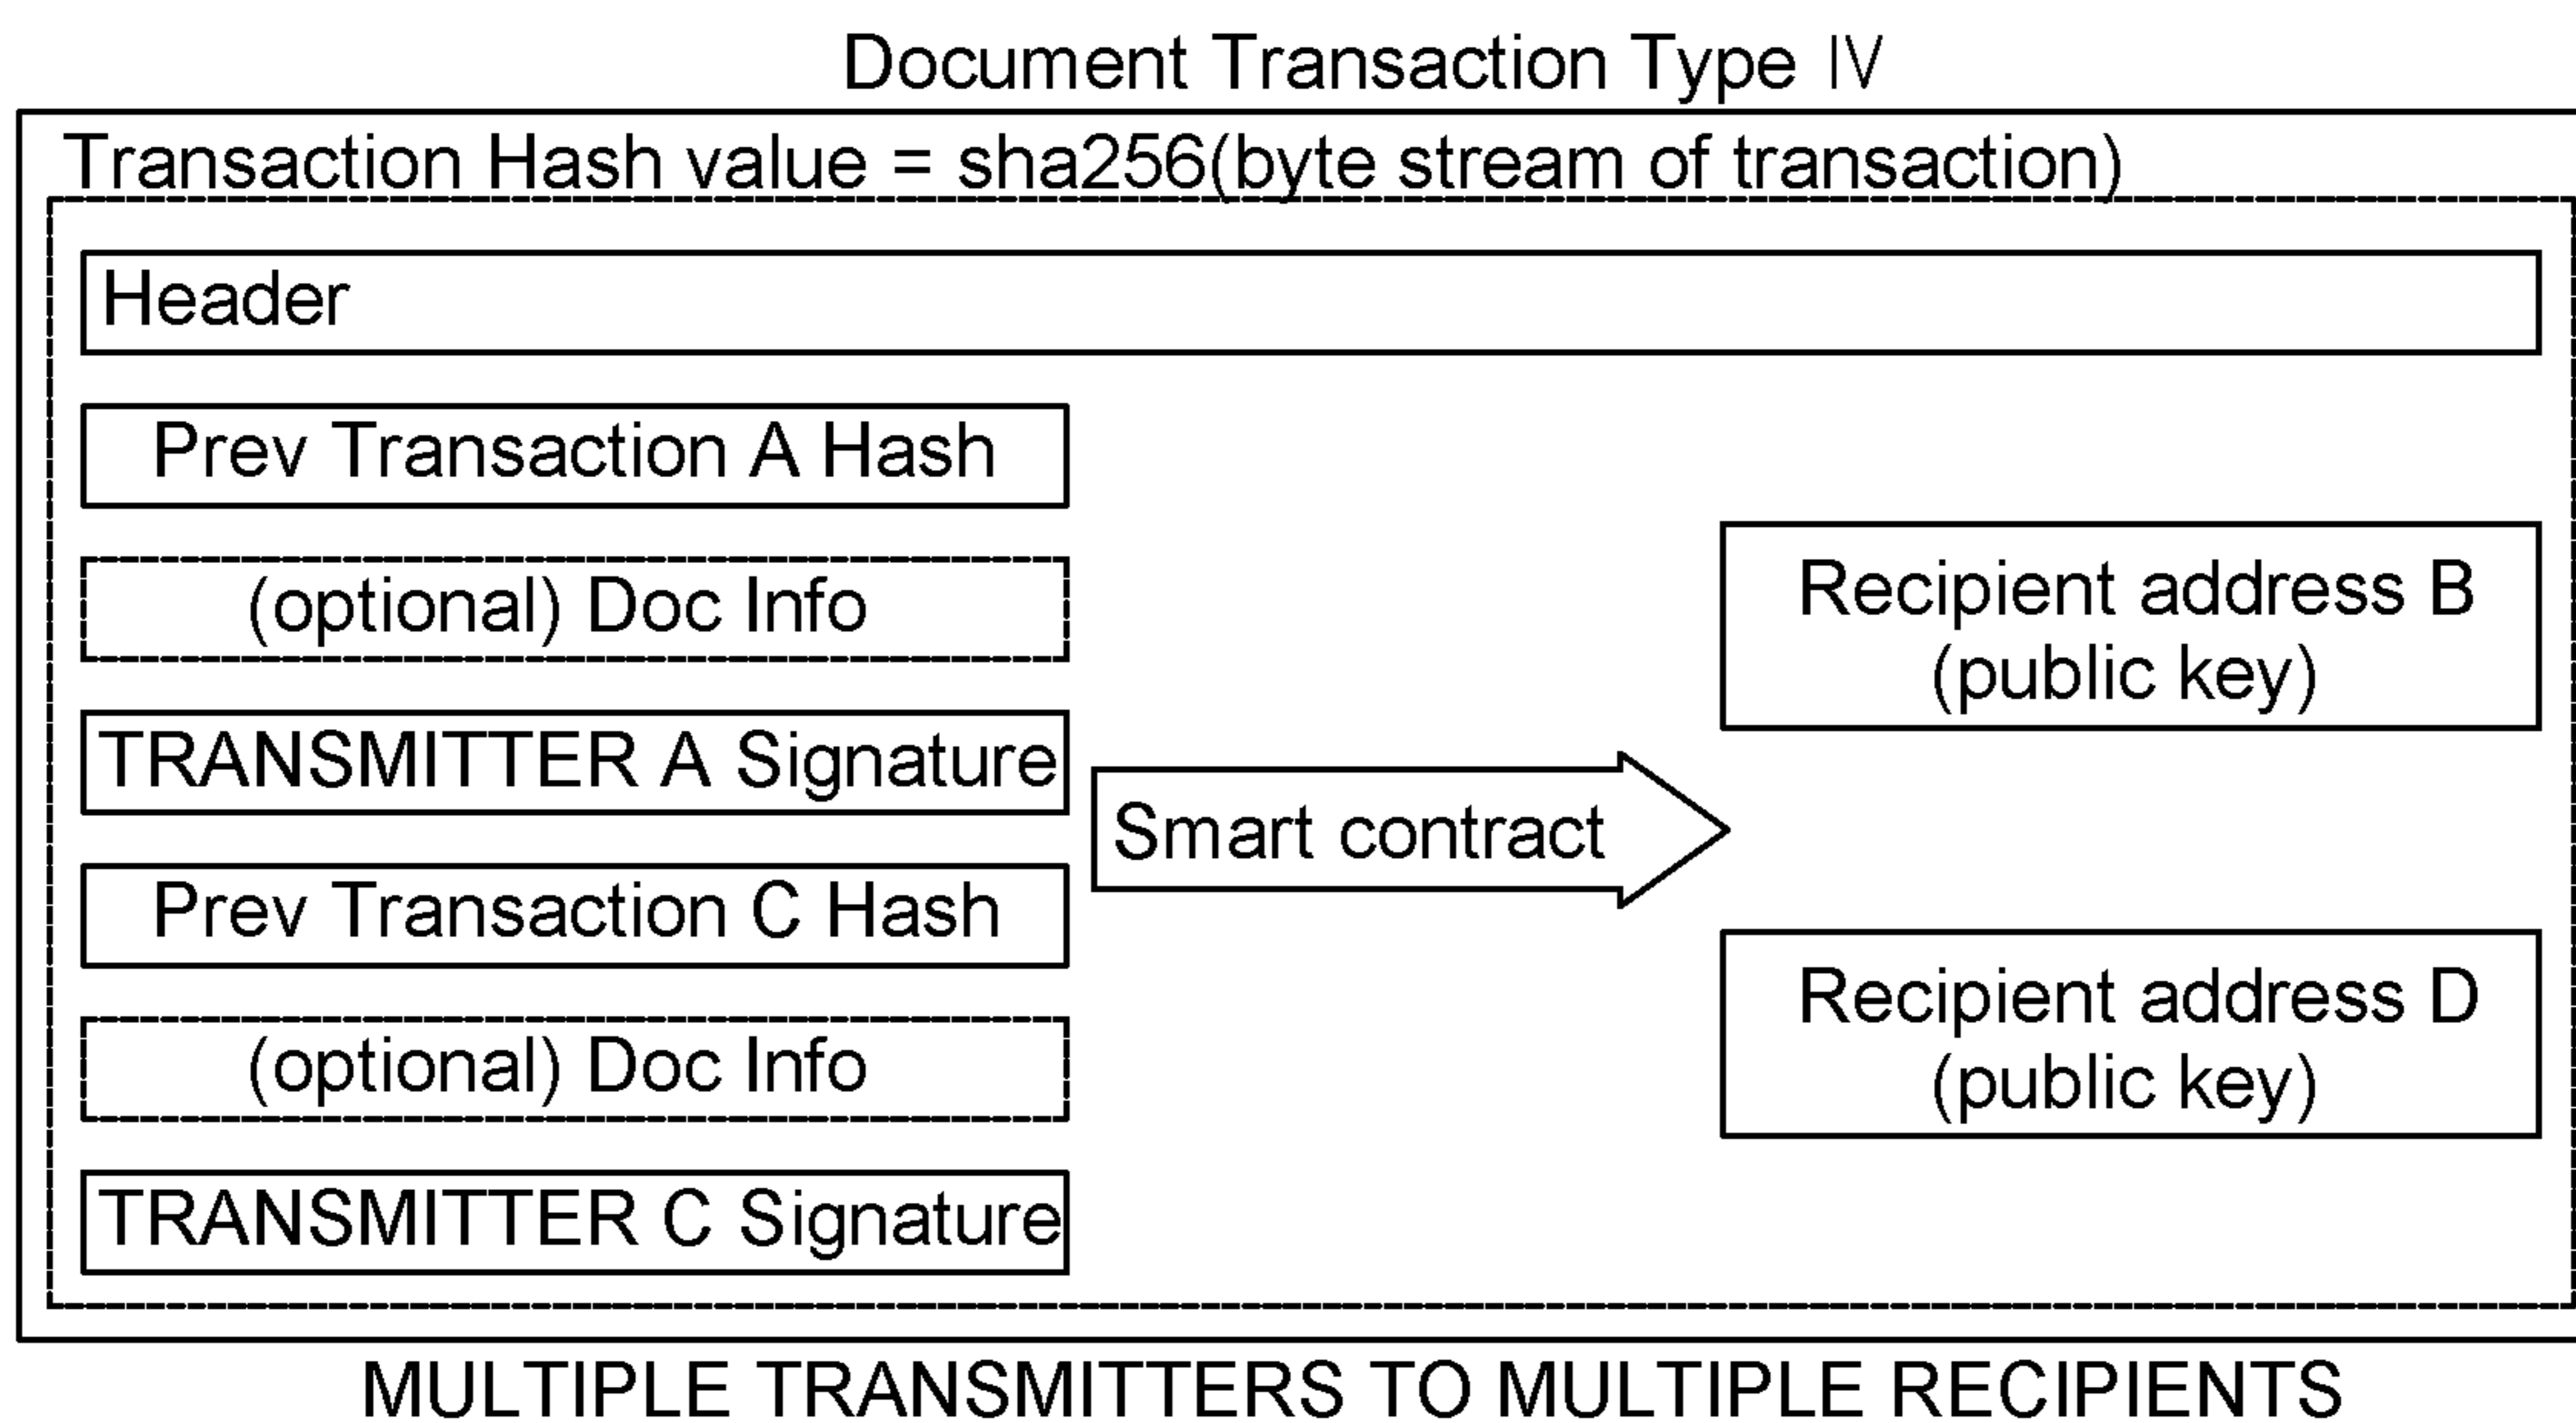 Document Transaction Type IV
Transaction Hash value = sha256(byte stream of transaction)
Header
Prev Transaction A Hash
(optional) Doc Info
TRANSMITTER A Signature
Prev Transaction C Hash
(optional) Doc Info
TRANSMITTER C Signature
Smart contract
Recipient address B
(public key)
Recipient address D
(public key)
MULTIPLE TRANSMITTERS TO MULTIPLE RECIPIENTS